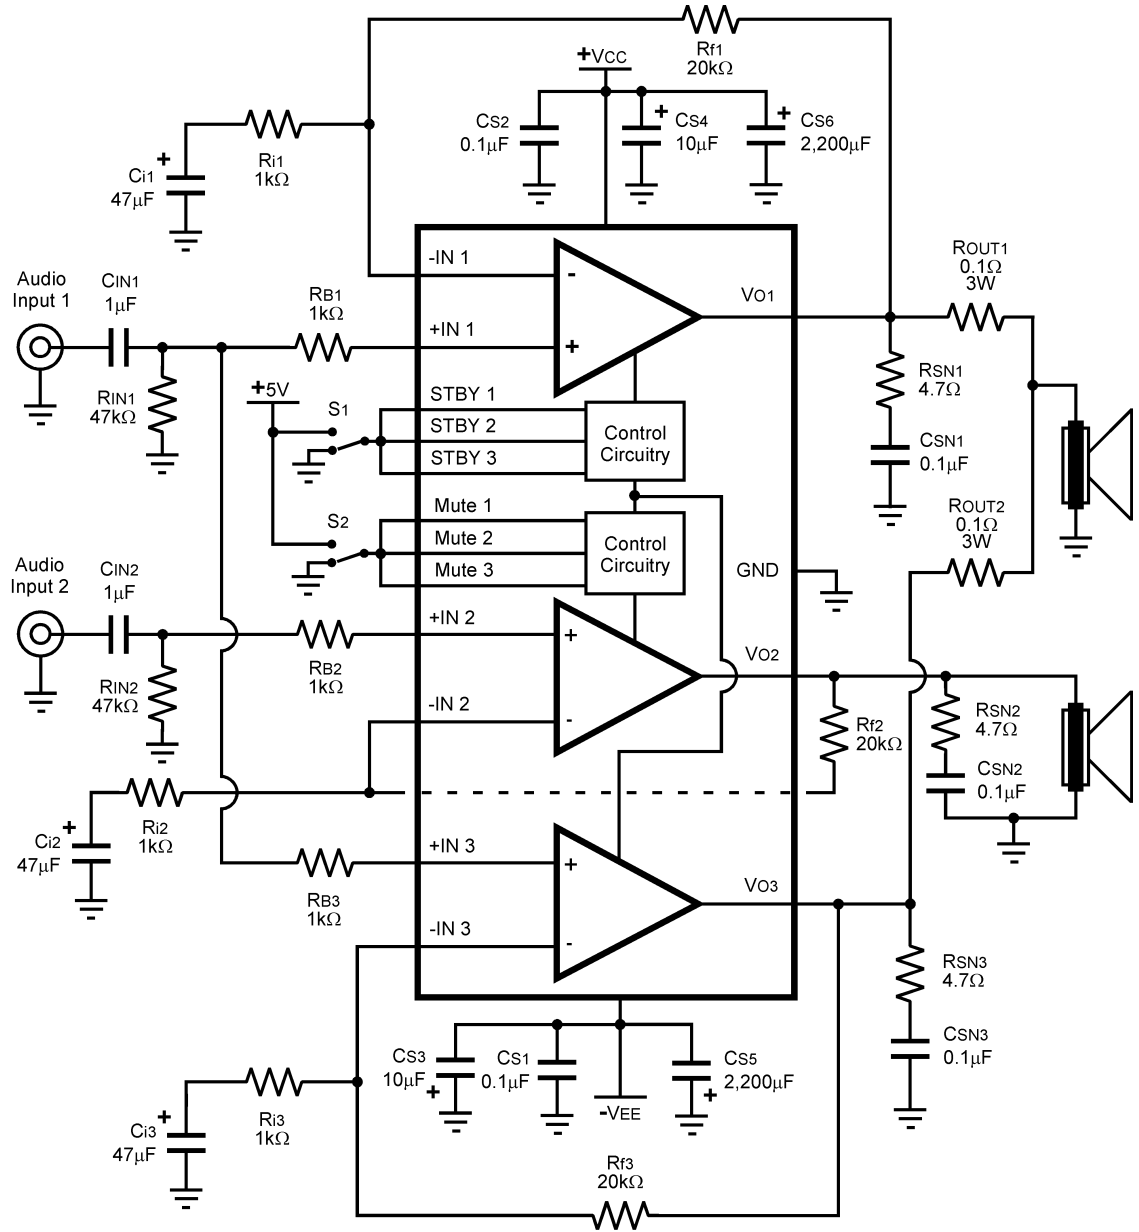 Rf1
20kΩ
+VCC
CS2
0.1µF
+
CS4
10µF
+
CS6
2,200µF
Ri1
1kΩ
+
Ci1
47µF
Audio
Input 1
CIN1
1µF
RB1
1kΩ
RIN1
47kΩ
-IN 1
-
+IN 1
+
VO1
ROUT1
0.1Ω
3W
RSN1
4.7Ω
CSN1
0.1µF
+5V
S1
STBY 1
STBY 2
STBY 3
Control
Circuitry
S2
Mute 1
Mute 2
Mute 3
Control
Circuitry
GND
ROUT2
0.1Ω
3W
Audio
Input 2
CIN2
1µF
RB2
1kΩ
RIN2
47kΩ
+IN 2
+
-IN 2
-
VO2
Rf2
20kΩ
RSN2
4.7Ω
CSN2
0.1µF
Ri2
1kΩ
+
Ci2
47µF
RB3
1kΩ
+IN 3
+
-IN 3
-
VO3
RSN3
4.7Ω
CSN3
0.1µF
CS3
10µF
+
CS1
0.1µF
CS5
2,200µF
+
-VEE
Ri3
1kΩ
+
Ci3
47µF
Rf3
20kΩ